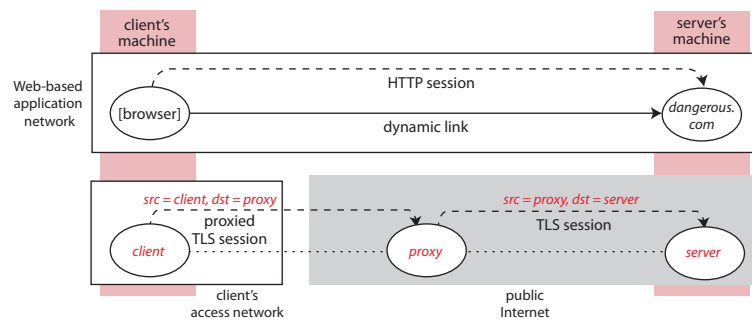 client's
machine
server's
machine
Web-based
application
network
HTTP session
[browser]
dangerous.
com
dynamic link
src = client, dst = proxy
src = proxy, dst = server
proxied
TLS session
TLS session
client
proxy
server
client's
access network
public
Internet